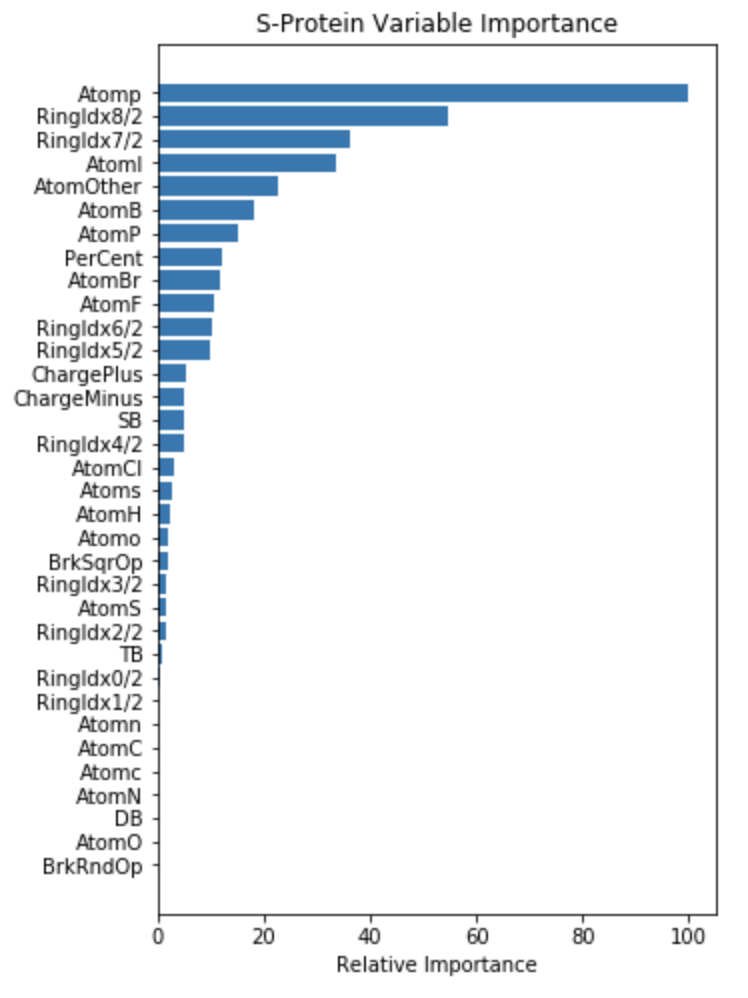 S-Protein Variable Importance
Atomp
RingIdx8/2
RingIdx7/2
AtomI
AtomOther
AtomB
AtomP
PerCent
AtomBr
AtomF
RingIdx6/2
RingIdx5/2
ChargePlus
ChargeMinus
SB
RingIdx4/2
AtomCl
Atoms
AtomH
Atomo
BrkSqrOp
RingIdx3/2
AtomS
RingIdx2/2
TB
RingIdx0/2
RingIdx1/2
Atomn
AtomC
Atomc
AtomN
DB
AtomO
BrkRndOp
0 20 40 60 80 100
Relative Importance